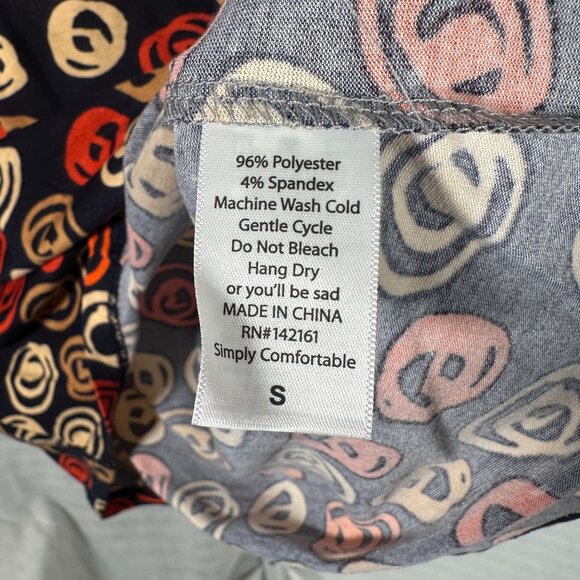 96% Polyester
4% Spandex
Machine Wash Cold
Gentle Cycle
Do Not Bleach
Hang Dry
or you'll be sad
MADE IN CHINA
RN#142161
Simply Comfortable
S